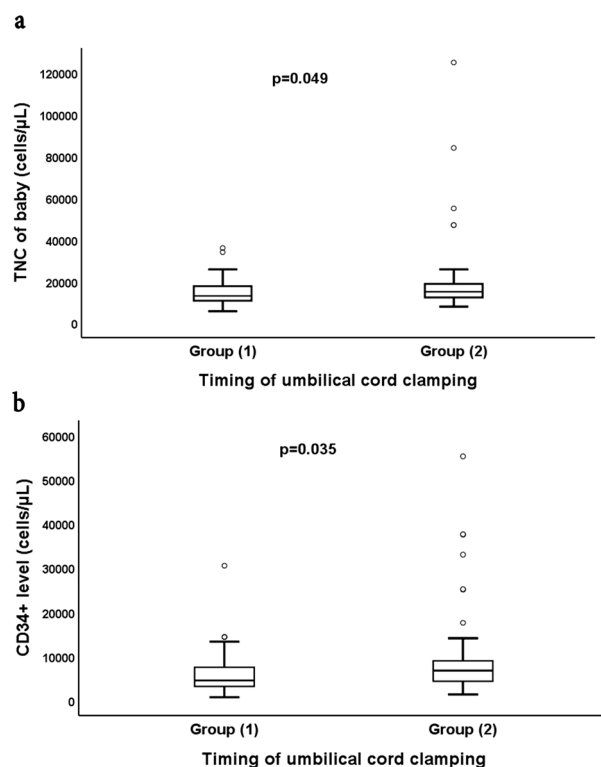 a
120000
p=0.049
100000
80000
60000
40000
20000
0
TNC of baby (cells/µL)
Group (1) Group (2)
Timing of umbilical cord clamping
b
60000
p=0.035
50000
40000
30000
20000
10000
0
CD34+ level (cells/µL)
Group (1) Group (2)
Timing of umbilical cord clamping